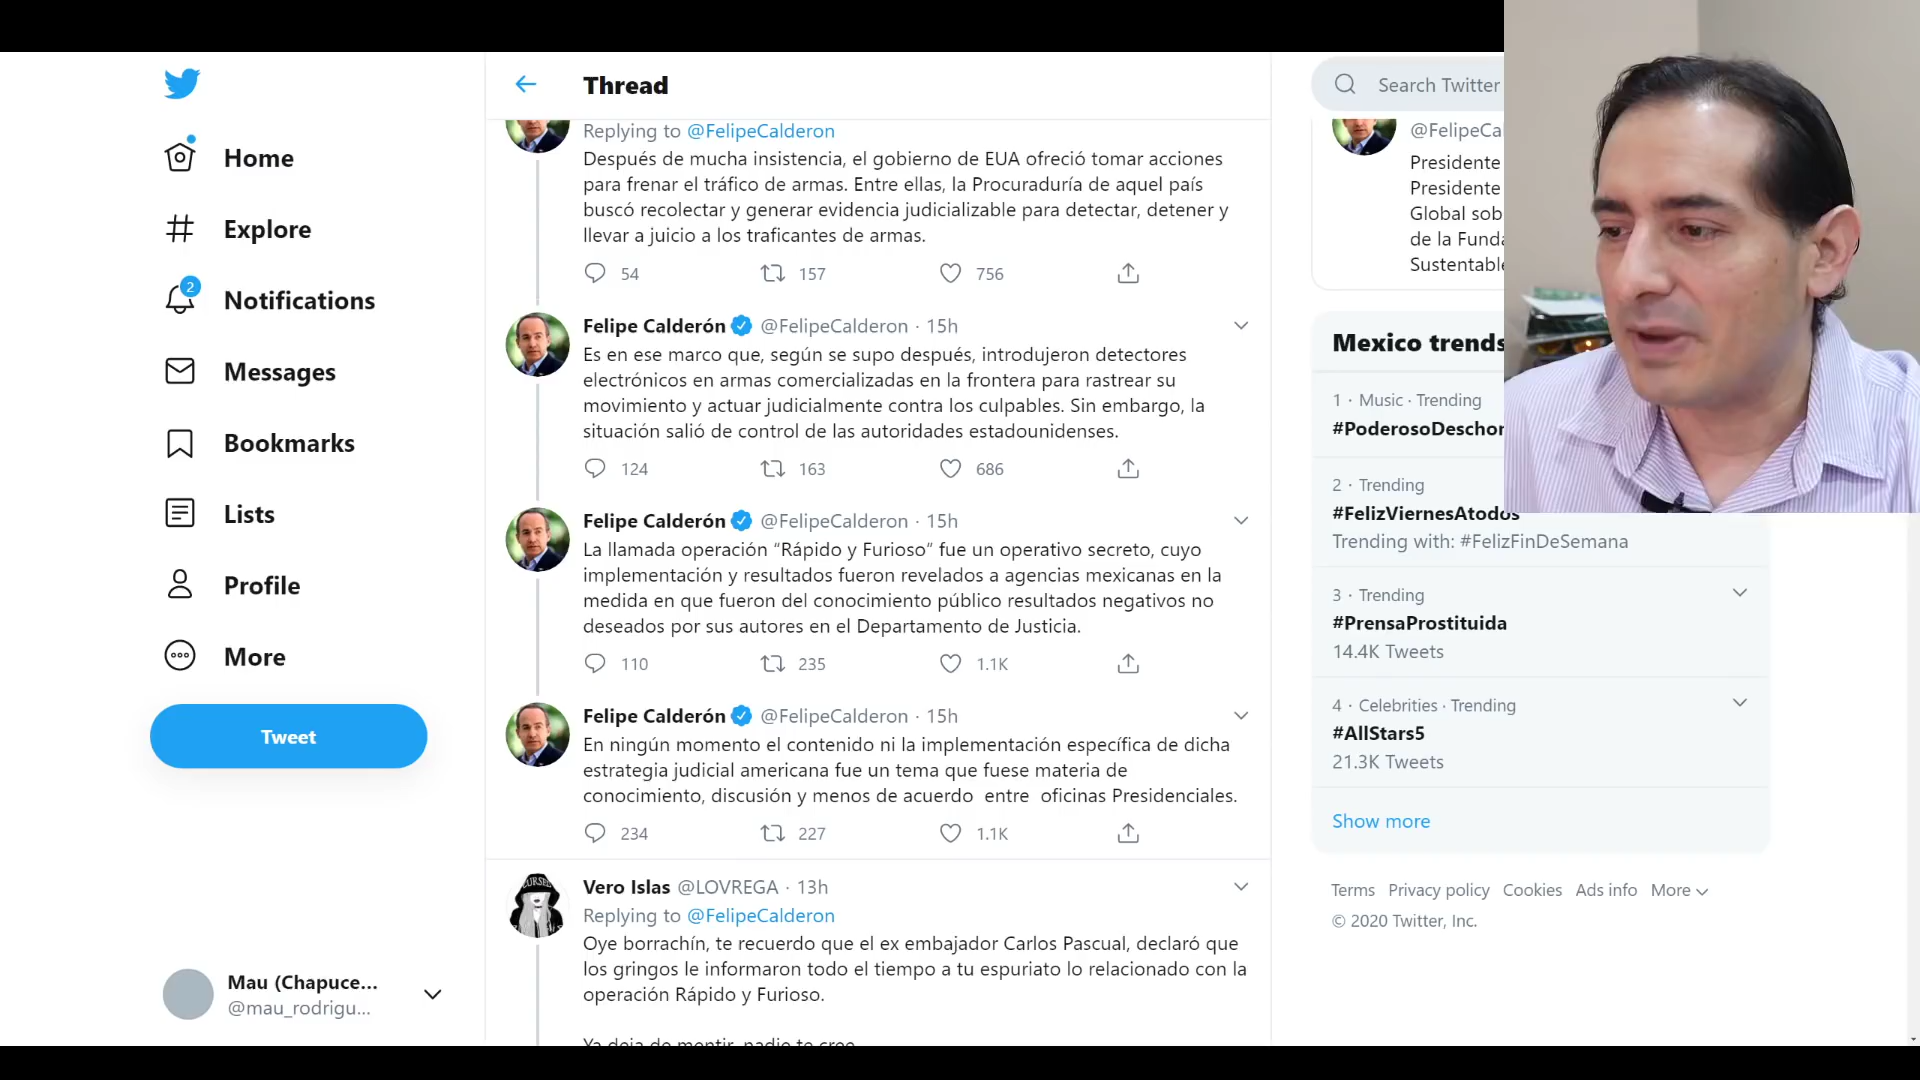 Home
Explore
2
Notifications
Messages
Bookmarks
Lists
Profile
More
Tweet
Mau (Chapuce...
@mau_rodrigu...
Thread
Replying to @FelipeCalderon
Después de mucha insistencia, el gobierno de EUA ofreció tomar acciones
para frenar el tráfico de armas. Entre ellas, la Procuraduría de aquel país
buscó recolectar y generar evidencia judicializable para detectar, detener y
llevar a juicio a los traficantes de armas.
54 157 756
Felipe Calderón @FelipeCalderon · 15h
Es en ese marco que, según se supo después, introdujeron detectores
electrónicos en armas comercializadas en la frontera para rastrear su
movimiento y actuar judicialmente contra los culpables. Sin embargo, la
situación salió de control de las autoridades estadounidenses.
124 163 686
Felipe Calderón @FelipeCalderon · 15h
La llamada operación “Rápido y Furioso“ fue un operativo secreto, cuyo
implementación y resultados fueron revelados a agencias mexicanas en la
medida en que fueron del conocimiento público resultados negativos no
deseados por sus autores en el Departamento de Justicia.
110 235 1.1K
Felipe Calderón @FelipeCalderon · 15h
En ningún momento el contenido ni la implementación específica de dicha
estrategia judicial americana fue un tema que fuese materia de
conocimiento, discusión y menos de acuerdo entre oficinas Presidenciales.
234 227 1.1K
Vero Islas @LOVREGA · 13h
Replying to @FelipeCalderon
Oye borrachín, te recuerdo que el ex embajador Carlos Pascual, declaró que
los gringos le informaron todo el tiempo a tu espuriato lo relacionado con la
operación Rápido y Furioso.
Ya deja de mentir, nadie te cree
Search Twitter
@FelipeCa
Presidente
Presidente
Global sob
de la Funda
Sustentable
Mexico trends
1 · Music · Trending
#PoderosoDeschor
2 · Trending
#FelizViernesAtodos
Trending with: #FelizFinDeSemana
3 · Trending
#PrensaProstituida
14.4K Tweets
4 · Celebrities · Trending
#AllStars5
21.3K Tweets
Show more
Terms Privacy policy Cookies Ads info More
© 2020 Twitter, Inc.